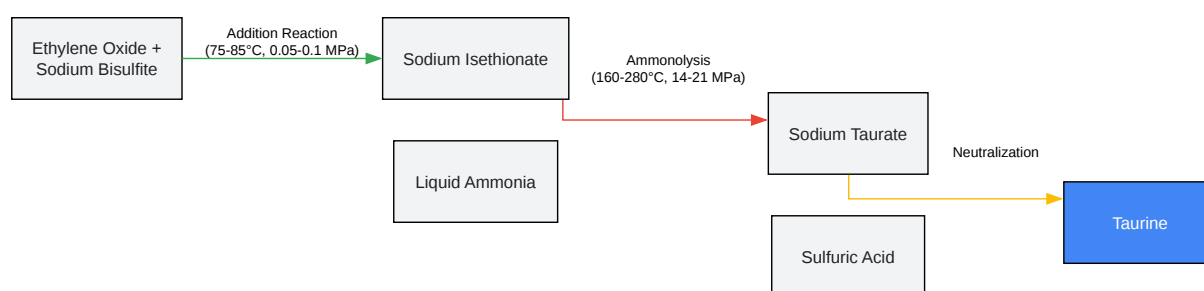 Ethylene Oxide +
Sodium Bisulfite
Addition Reaction
(75-85°C, 0.05-0.1 MPa)
Sodium Isethionate
Ammonolysis
(160-280°C, 14-21 MPa)
Liquid Ammonia
Sodium Taurate
Neutralization
Sulfuric Acid
Taurine